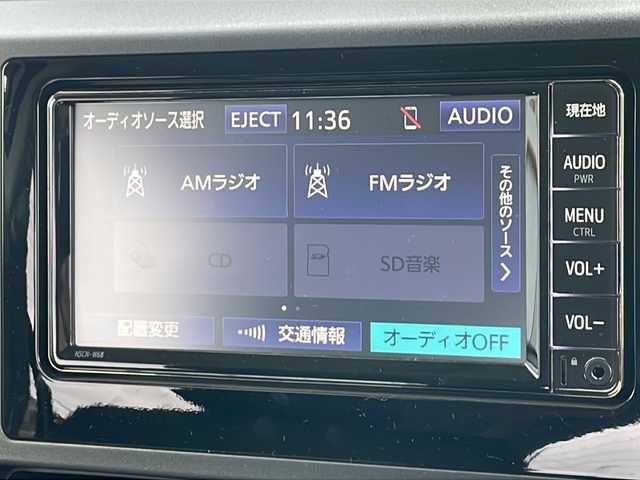 オーディオソース選択 EJECT 11:36 AUDIO
AMラジオ FMラジオ
CD SD音楽
その他のソース
配置変更 交通情報 オーディオOFF
NSCN-W68
現在地
AUDIO
PWR
MENU
CTRL
VOL+
VOL-